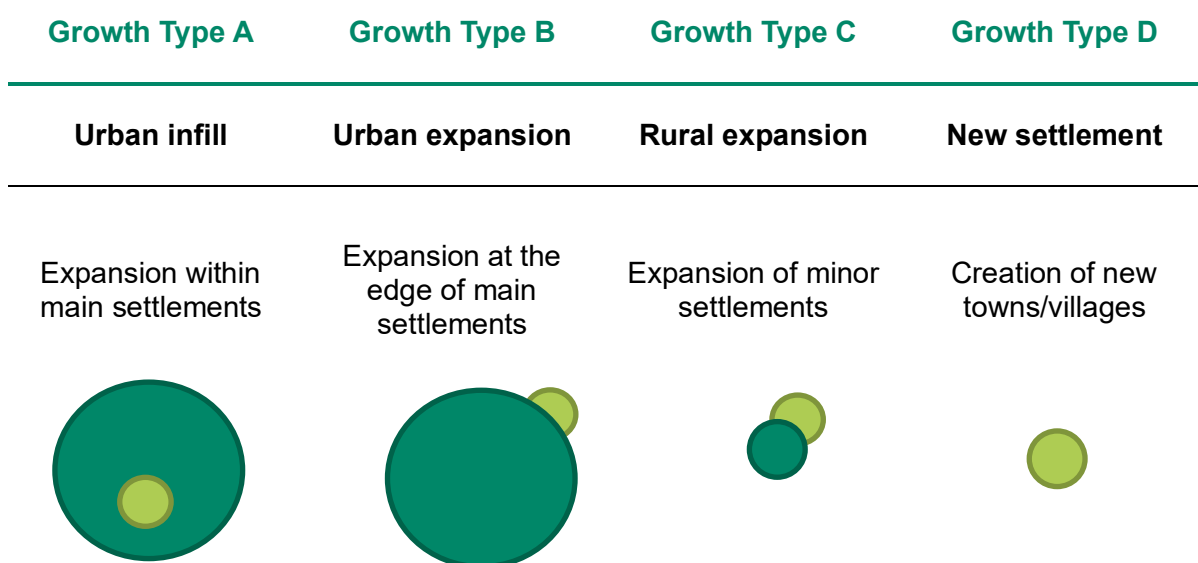 Growth Type A
Growth Type B
Growth Type C
Growth Type D
Urban infill
Urban expansion
Rural expansion
New settlement
Expansion within
main settlements
Expansion at the
edge of main
settlements
Expansion of minor
settlements
Creation of new
towns/villages